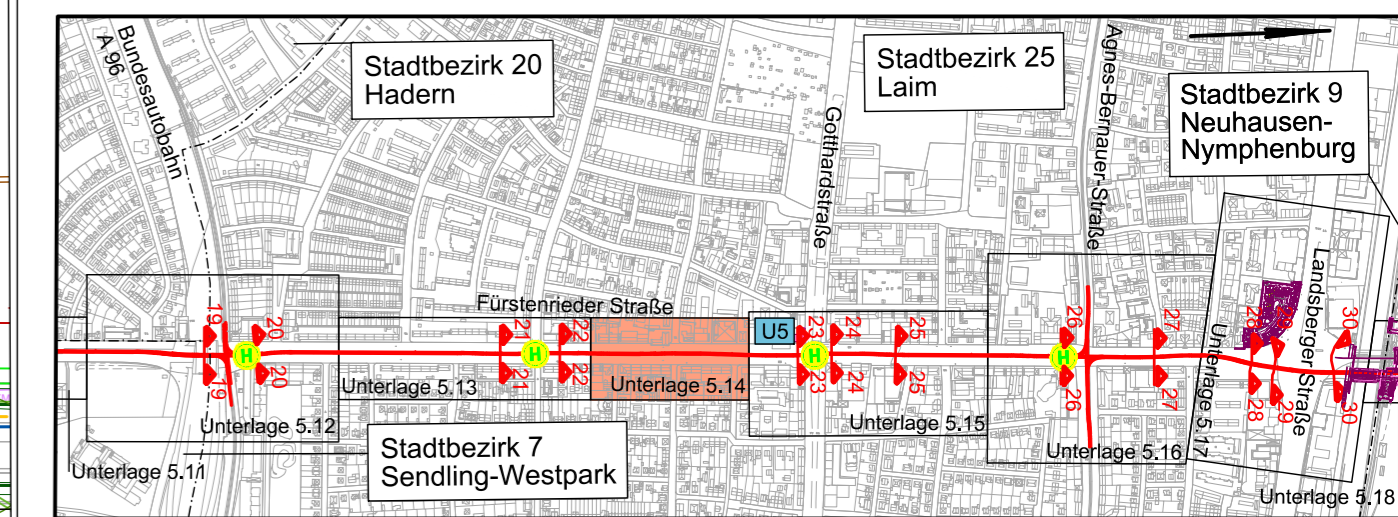 Bundesautobahn
A 96
Stadtbezirk 20
Hadern
Stadtbezirk 25
Laim
Stadtbezirk 9
Neuhausen-
Nymphenburg
Gotthardstraße
Agnes-Bernauer-Straße
Landsberger-Straße
Fürstenrieder Straße
U5
19
20
21
22
23
24
25
26
27
28
29
30
H
H
H
H
19
20
21
22
23
24
25
26
27
28
29
30
Unterlage 5.11
Unterlage 5.12
Unterlage 5.13
Unterlage 5.14
Unterlage 5.15
Unterlage 5.16
Unterlage 5.17
Unterlage 5.18
Stadtbezirk 7
Sendling-Westpark